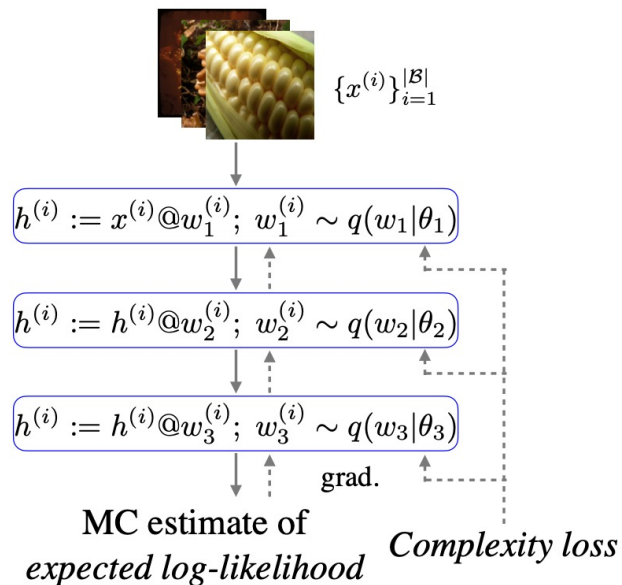 {x^{(i)}}_{i=1}^{|ℬ|}
h^{(i)} := x^{(i)}@w_1^{(i)}; w_1^{(i)} ∼ q(w_1|θ_1)
h^{(i)} := h^{(i)}@w_2^{(i)}; w_2^{(i)} ∼ q(w_2|θ_2)
h^{(i)} := h^{(i)}@w_3^{(i)}; w_3^{(i)} ∼ q(w_3|θ_3)
grad.
MC estimate of
expected log-likelihood
Complexity loss